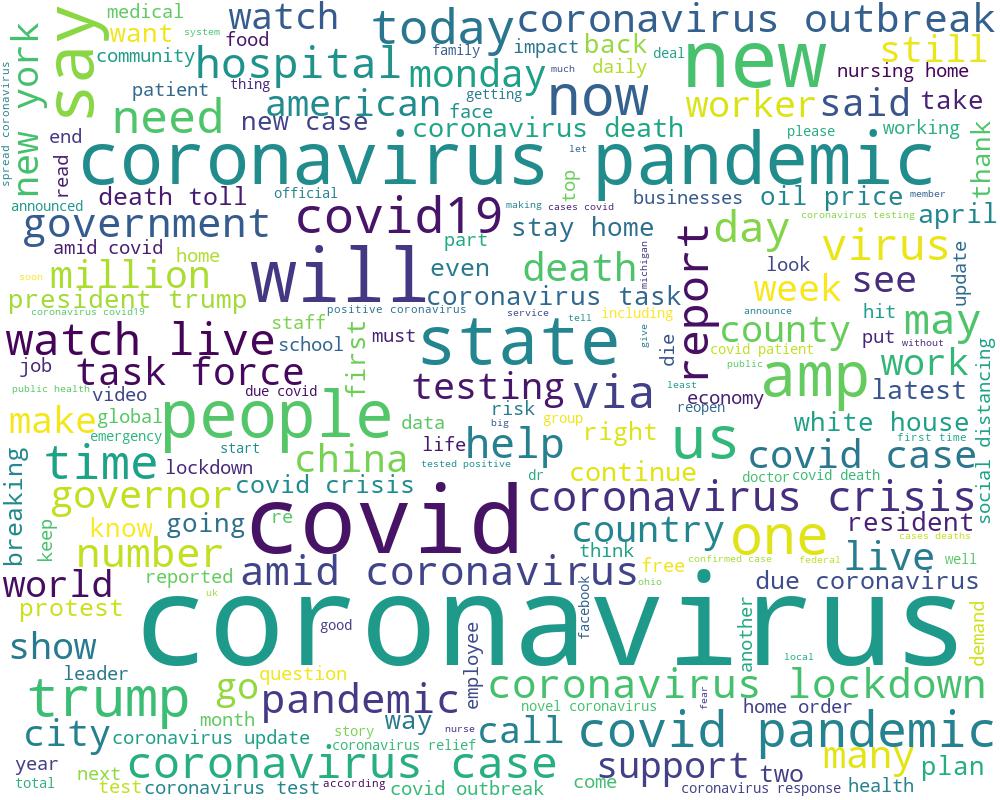 medical
system
watch
today
coronavirus outbreak
say
want
food
community
hospital
family
impact
back
deal
new
still
new york
spread coronavirus
patient
thing
monday
much
daily
nursing home
american
getting
now
worker
said
take
need
new case
face
coronavirus death
please
working
end
read
coronavirus pandemic
let
top
thank
death toll
official
making
cases covid
businesses
oil price
member
announced
government
covid19
stay home
report
day
coronavirus testing
april
amid covid
home
part
michigan
virus
update
soon
million
will
even
death
look
week
see
president trump
coronavirus task
coronavirus covid19
positive coronavirus
service
tell
including
announce
hit
may
watch live
staff
school
first
must
state
give
die
county
put
without
social distancing
job
task force
covid patient
public
work
public health
video
due covid
testing
via
least
economy
amp
latest
make
global
people
data
risk
big
group
reopen
white house
emergency
start
life
help
right
us
first time
breaking
time
lockdown
china
tested positive
dr
continue
doctor
covid death
covid case
governor
covid crisis
covid
coronavirus crisis
keep
know
going
re
country
one
resident
cases deaths
number
think
free
confirmed case
federal
live
well
world
reported
amid coronavirus
ohio
due coronavirus
protest
uk
coronavirus
good
facebook
another
demand
show
employee
local
leader
question
trump
go
pandemic
coronavirus lockdown
fear
month
novel coronavirus
home order
city
coronavirus update
story
way
nurse
call
covid pandemic
coronavirus relief
many
year
next
coronavirus case
support
two
plan
total
test
coronavirus test
according
covid outbreak
come
coronavirus response
health